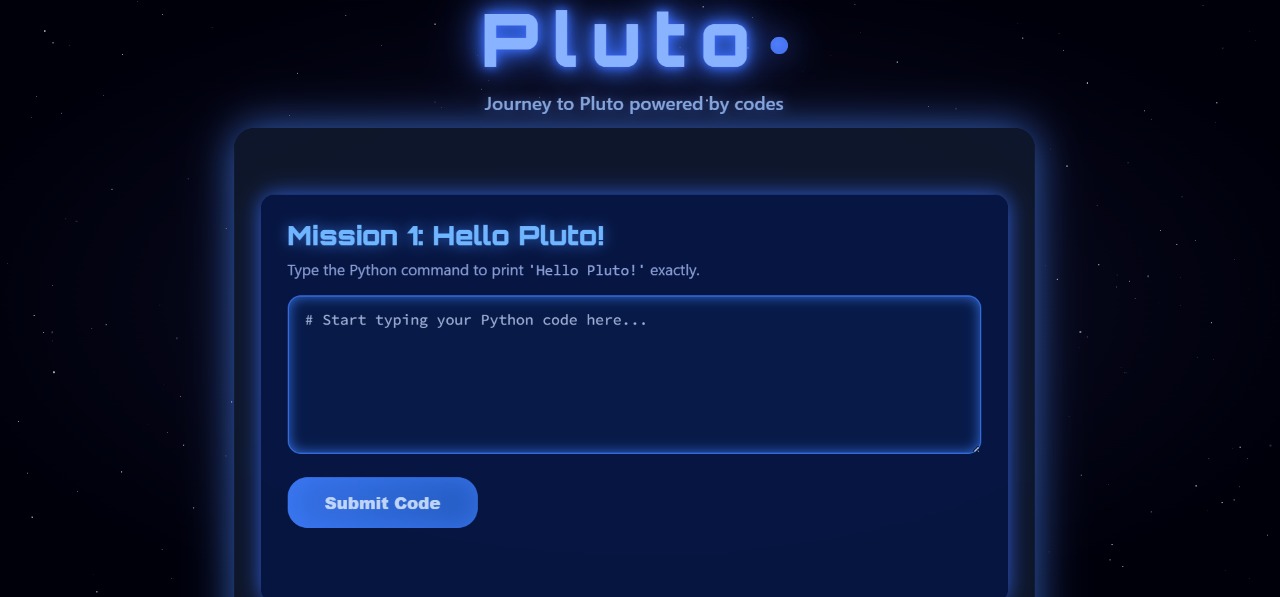 Pluto
Journey to Pluto powered by codes
Mission 1: Hello Pluto!
Type the Python command to print 'Hello Pluto!' exactly.
# Start typing your Python code here...
Submit Code